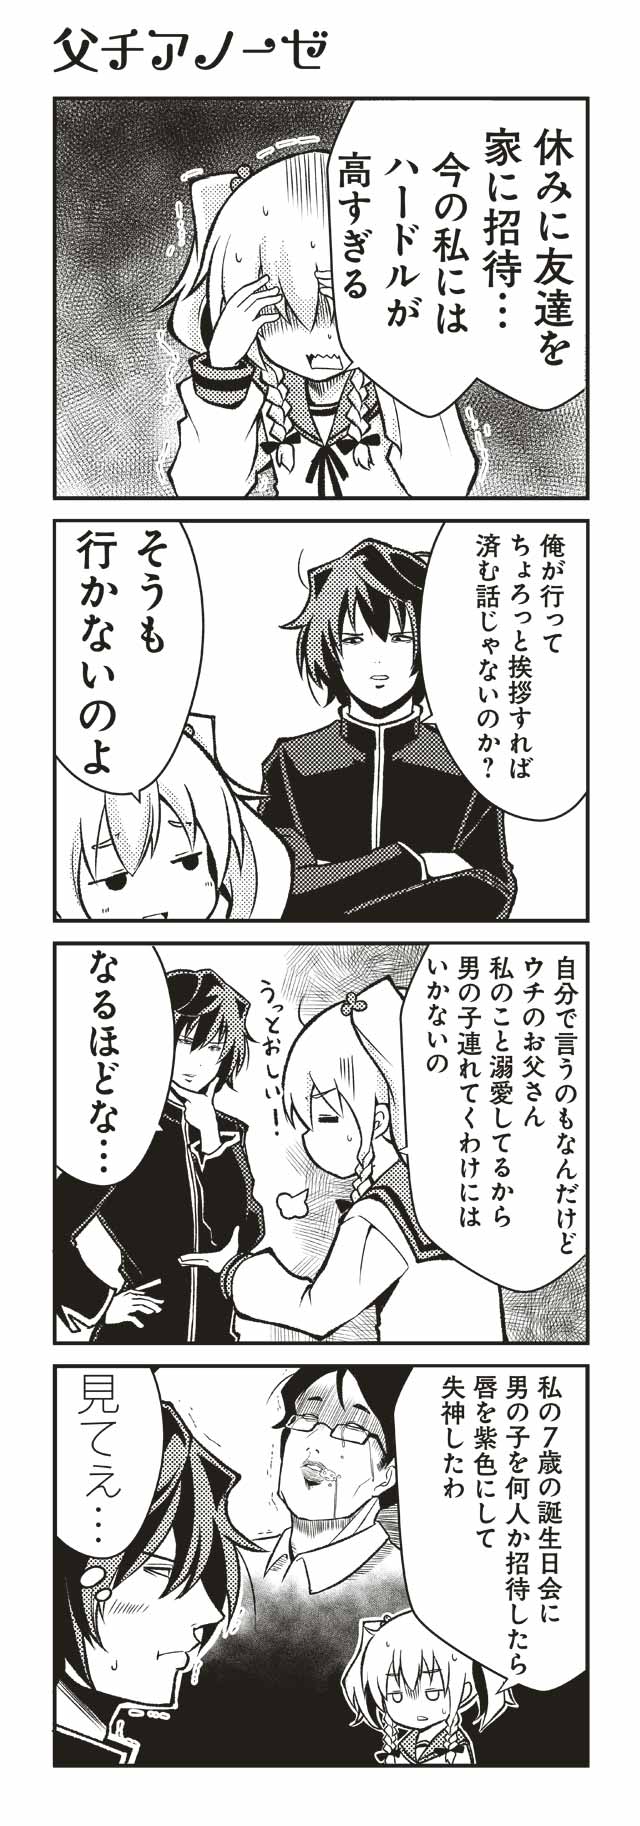 父チアノーゼ
休みに友達を
家に招待…
今の私には
ハードルが
高すぎる
俺が行って
ちょろっと挨拶すれば
済む話じゃないのか？
そうも
行かないのよ
自分で言うのもなんだけど
ウチのお父さん
私のこと溺愛してるから
男の子連れてくわけには
いかないの
うっとおしい！
なるほどな…
私の7歳の誕生日会に
男の子を何人か招待したら
唇を紫色にして
失神したわ
見てえ…